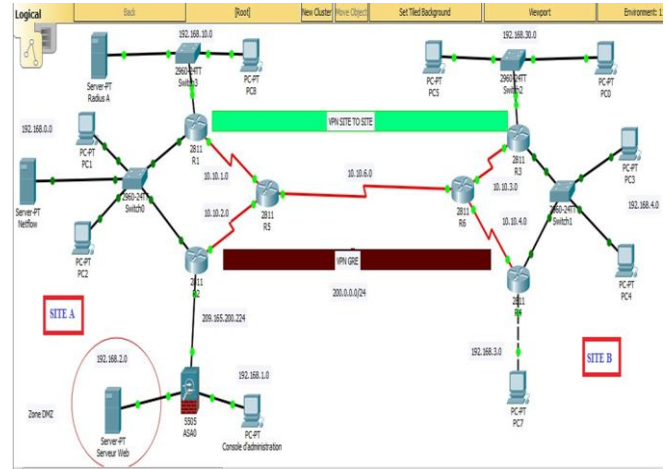 Logical
Back
[Root]
New Cluster
Move Object
Set Tiled Background
Viewport
Environment: 1
192.168.10.0
Server-PT
Radius A
2960-24TT
Switch3
PC-PT
PC8
192.168.30.0
PC-PT
PC5
2960-24TT
Switch2
PC-PT
PC0
192.168.0.0
PC-PT
PC1
VPN SITE TO SITE
2811
R1
2811
R3
2960-24TT
Switch0
Server-PT
Netflow
PC-PT
PC2
10.10.1.0
10.10.2.0
2811
R5
10.10.6.0
2811
R6
10.10.3.0
10.10.4.0
2960-24TT
Switch1
PC-PT
PC3
192.168.4.0
PC-PT
PC4
2811
R2
VPN GRE
200.0.0.0/24
2811
R4
SITE A
209.165.200.224
192.168.3.0
SITE B
192.168.2.0
192.168.1.0
Zone DMZ
Server-PT
Serveur Web
5505
ASA0
PC-PT
Console d'administration
PC-PT
PC7